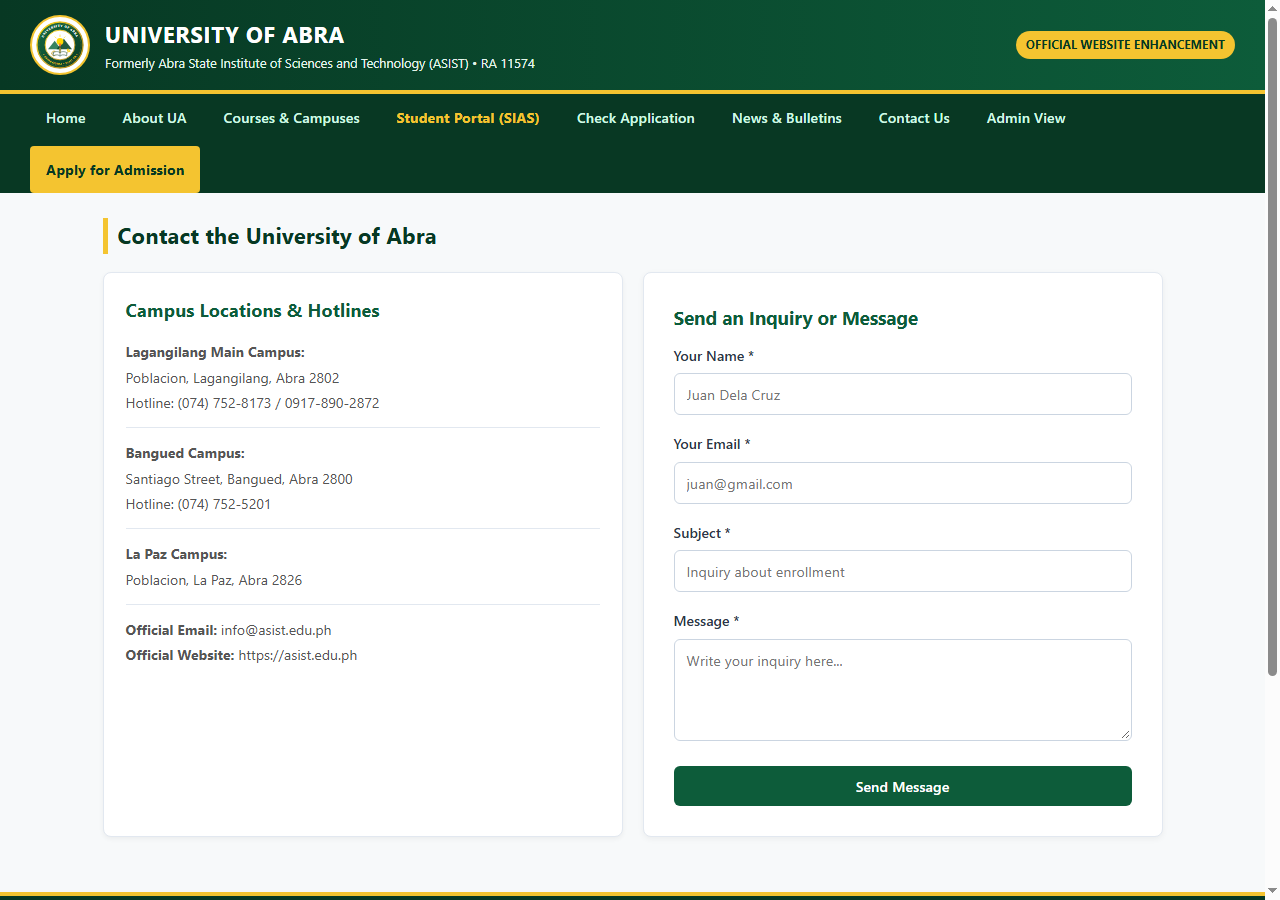 UNIVERSITY OF ABRA
Formerly Abra State Institute of Sciences and Technology (ASIST) • RA 11574
OFFICIAL WEBSITE ENHANCEMENT
Home
About UA
Courses & Campuses
Student Portal (SIAS)
Check Application
News & Bulletins
Contact Us
Admin View
Apply for Admission
Contact the University of Abra
Campus Locations & Hotlines
Lagangilang Main Campus:
Poblacion, Lagangilang, Abra 2802
Hotline: (074) 752-8173 / 0917-890-2872
Bangued Campus:
Santiago Street, Bangued, Abra 2800
Hotline: (074) 752-5201
La Paz Campus:
Poblacion, La Paz, Abra 2826
Official Email: info@asist.edu.ph
Official Website: https://asist.edu.ph
Send an Inquiry or Message
Your Name *
Juan Dela Cruz
Your Email *
juan@gmail.com
Subject *
Inquiry about enrollment
Message *
Write your inquiry here...
Send Message